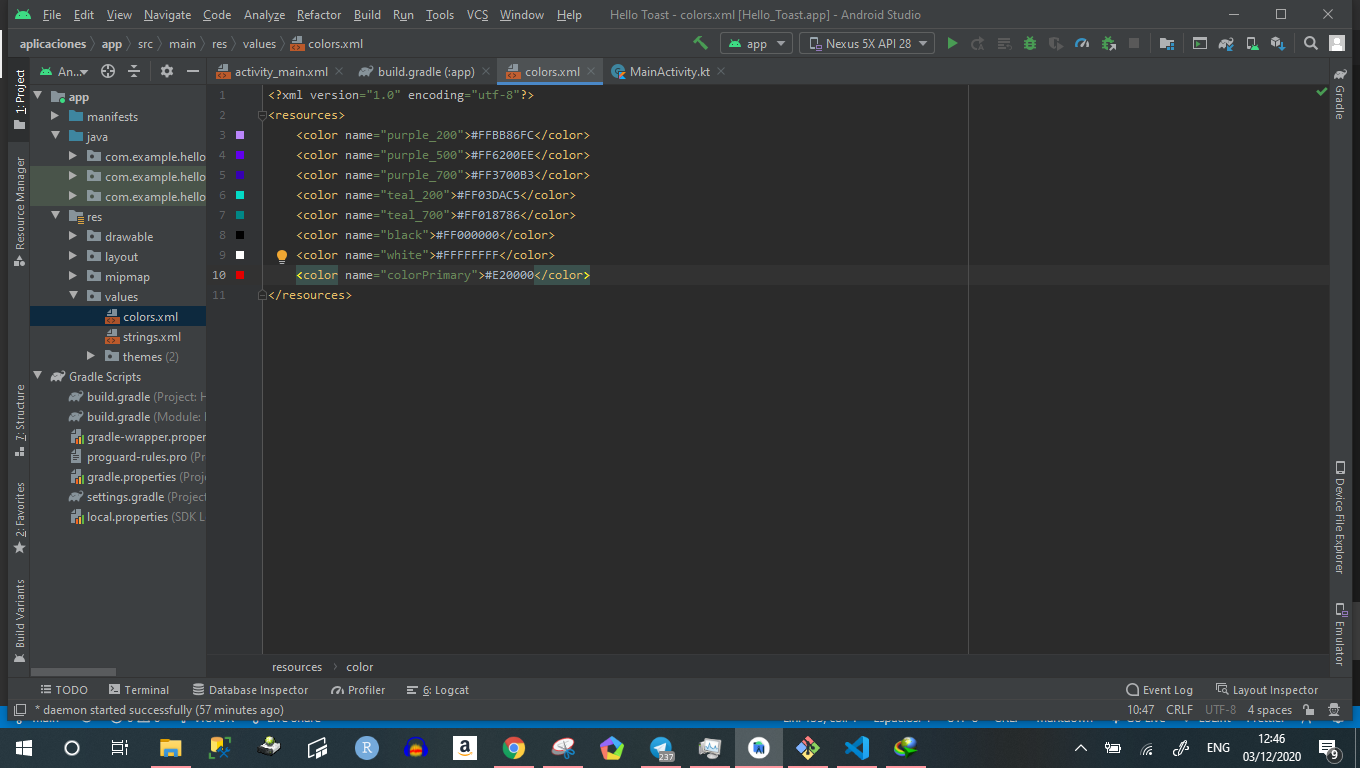 File Edit View Navigate Code Analyze Refactor Build Run Tools VCS Window Help Hello Toast - colors.xml [Hello_Toast.app] - Android Studio
aplicaciones app src main res values colors.xml app Nexus 5X API 28
An... activity_main.xml build.gradle (:app) colors.xml MainActivity.kt
1: Project
Resource Manager
7: Structure
2: Favorites
Build Variants
app
manifests
java
com.example.hello
com.example.hello
com.example.hello
res
drawable
layout
mipmap
values
colors.xml
strings.xml
themes (2)
Gradle Scripts
build.gradle (Project: H
build.gradle (Module:
gradle-wrapper.proper
proguard-rules.pro (Pr
gradle.properties (Proj
settings.gradle (Project
local.properties (SDK L
1 <?xml version="1.0" encoding="utf-8"?>
2 <resources>
3 <color name="purple_200">#FFBB86FC</color>
4 <color name="purple_500">#FF6200EE</color>
5 <color name="purple_700">#FF3700B3</color>
6 <color name="teal_200">#FF03DAC5</color>
7 <color name="teal_700">#FF018786</color>
8 <color name="black">#FF000000</color>
9 <color name="white">#FFFFFFFF</color>
10 <color name="colorPrimary">#E20000</color>
11 </resources>
Gradle
Device File Explorer
Emulator
resources color
TODO Terminal Database Inspector Profiler 6: Logcat Event Log Layout Inspector
* daemon started successfully (57 minutes ago) 10:47 CRLF UTF-8 4 spaces
R a 237 ENG 12:46
03/12/2020 9